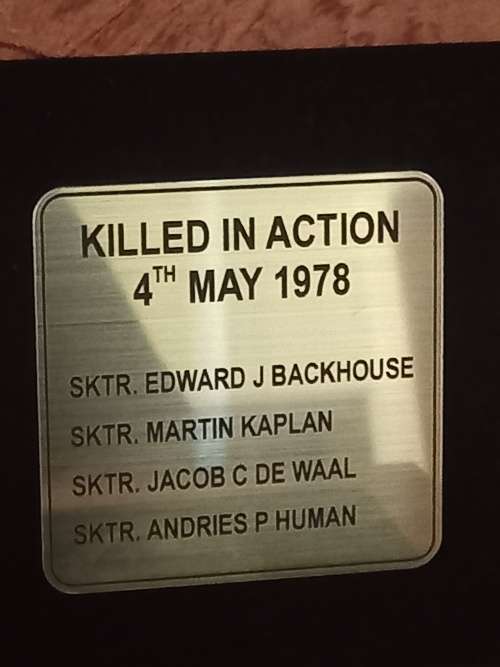 KILLED IN ACTION
4TH MAY 1978
SKTR. EDWARD J BACKHOUSE
SKTR. MARTIN KAPLAN
SKTR. JACOB C DE WAAL
SKTR. ANDRIES P HUMAN